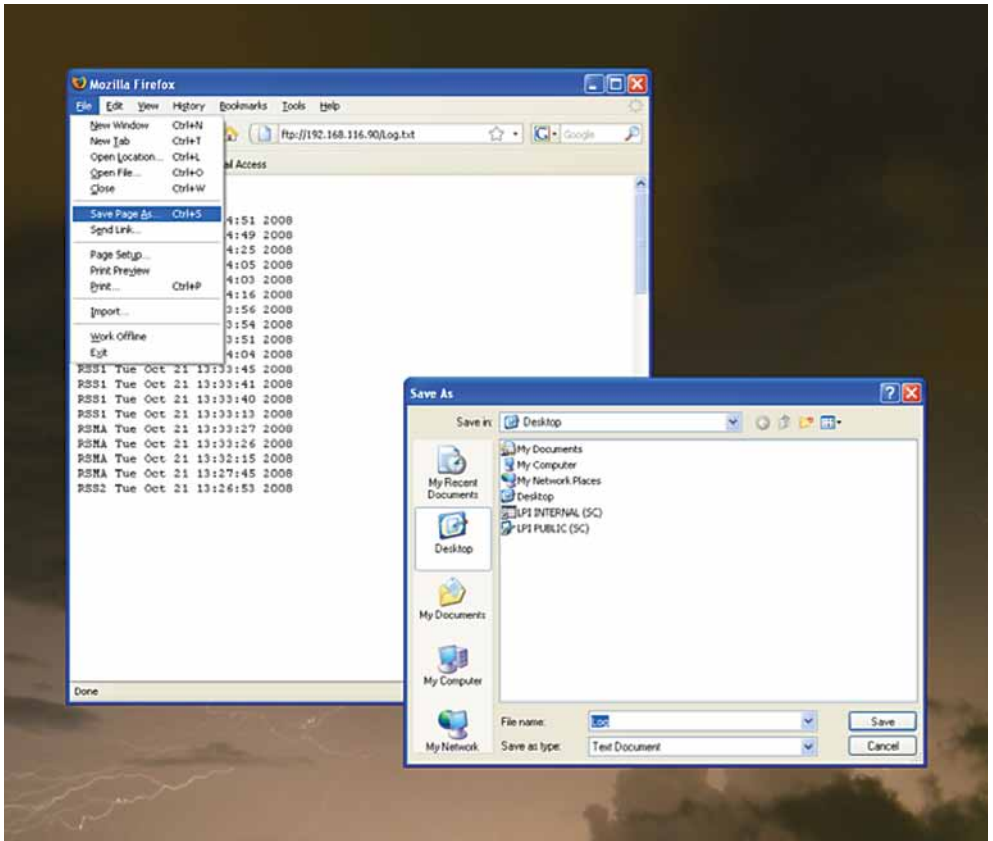 Mozilla Firefox
File Edit View History Bookmarks Tools Help
ftp://192.168.116.90/Log.txt
Google
Access
New Window Ctrl+N
New Tab Ctrl+T
Open Location... Ctrl+L
Open File... Ctrl+O
Close Ctrl+W
Save Page As... Ctrl+S
Send Link...
Page Setup...
Print Preview
Print... Ctrl+P
Import...
Work Offline
Exit
4:51 2008
4:49 2008
4:25 2008
4:05 2008
4:03 2008
4:16 2008
3:56 2008
3:54 2008
3:51 2008
4:04 2008
RSS1 Tue Oct 21 13:33:45 2008
RSS1 Tue Oct 21 13:33:41 2008
RSS1 Tue Oct 21 13:33:40 2008
RSS1 Tue Oct 21 13:33:13 2008
RSMA Tue Oct 21 13:33:27 2008
RSMA Tue Oct 21 13:33:26 2008
RSMA Tue Oct 21 13:32:15 2008
RSMA Tue Oct 21 13:27:45 2008
RSS2 Tue Oct 21 13:26:53 2008
Done
Save As
Save in: Desktop
My Recent Documents
Desktop
My Documents
My Computer
My Network
My Documents
My Computer
My Network Places
Desktop
LPI INTERNAL (SC)
LPI PUBLIC (SC)
File name: Log
Save
Save as type: Text Document
Cancel